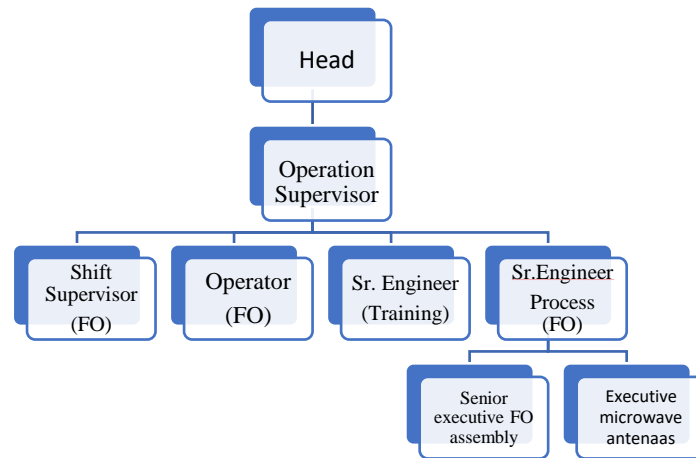 Head
Operation
Supervisor
Shift
Supervisor
(FO)
Operator
(FO)
Sr. Engineer
(Training)
Sr.Engineer
Process
(FO)
Senior
executive FO
assembly
Executive
microwave
antenaas